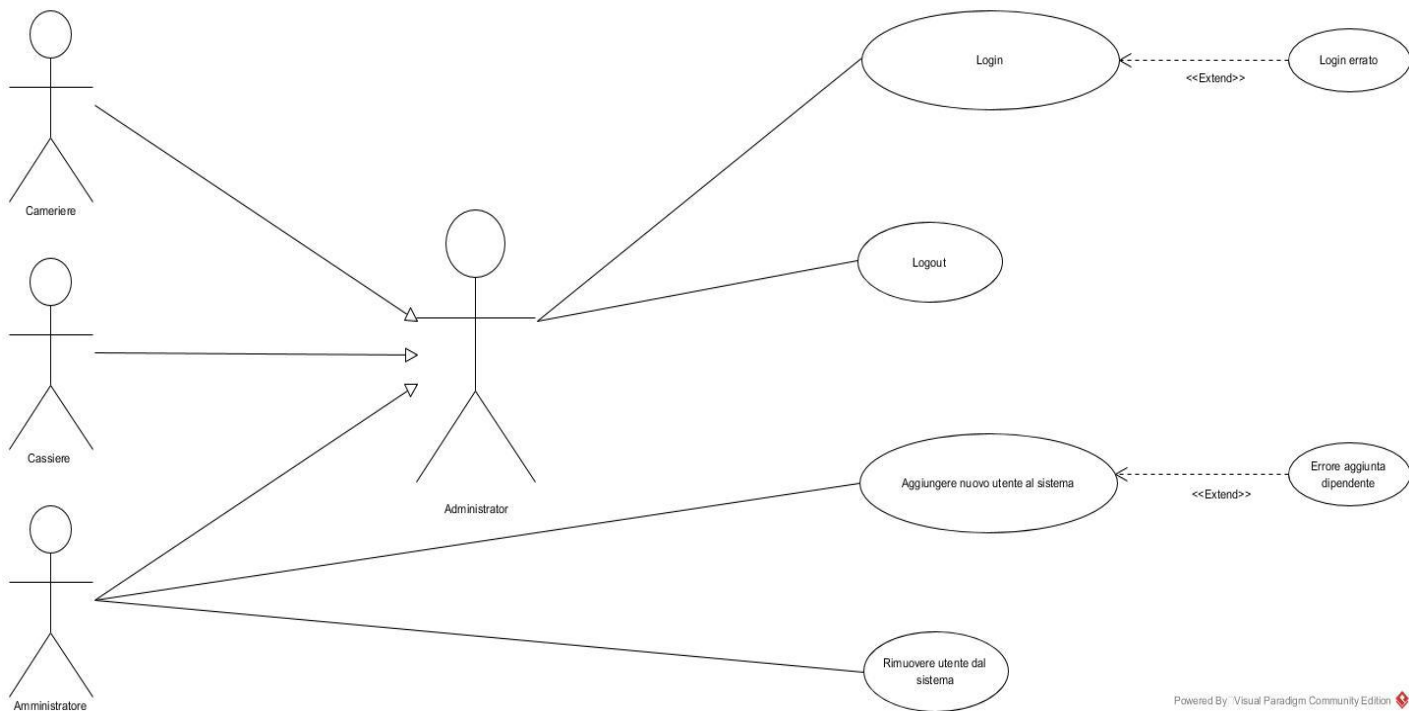 Login
<<Extend>>
Login errato
Cameriere
Logout
Cassiere
Administrator
Aggiungere nuovo utente al sistema
<<Extend>>
Errore aggiunta
dipendente
Rimuovere utente dal
sistema
Amministratore
Powered By Visual Paradigm Community Edition